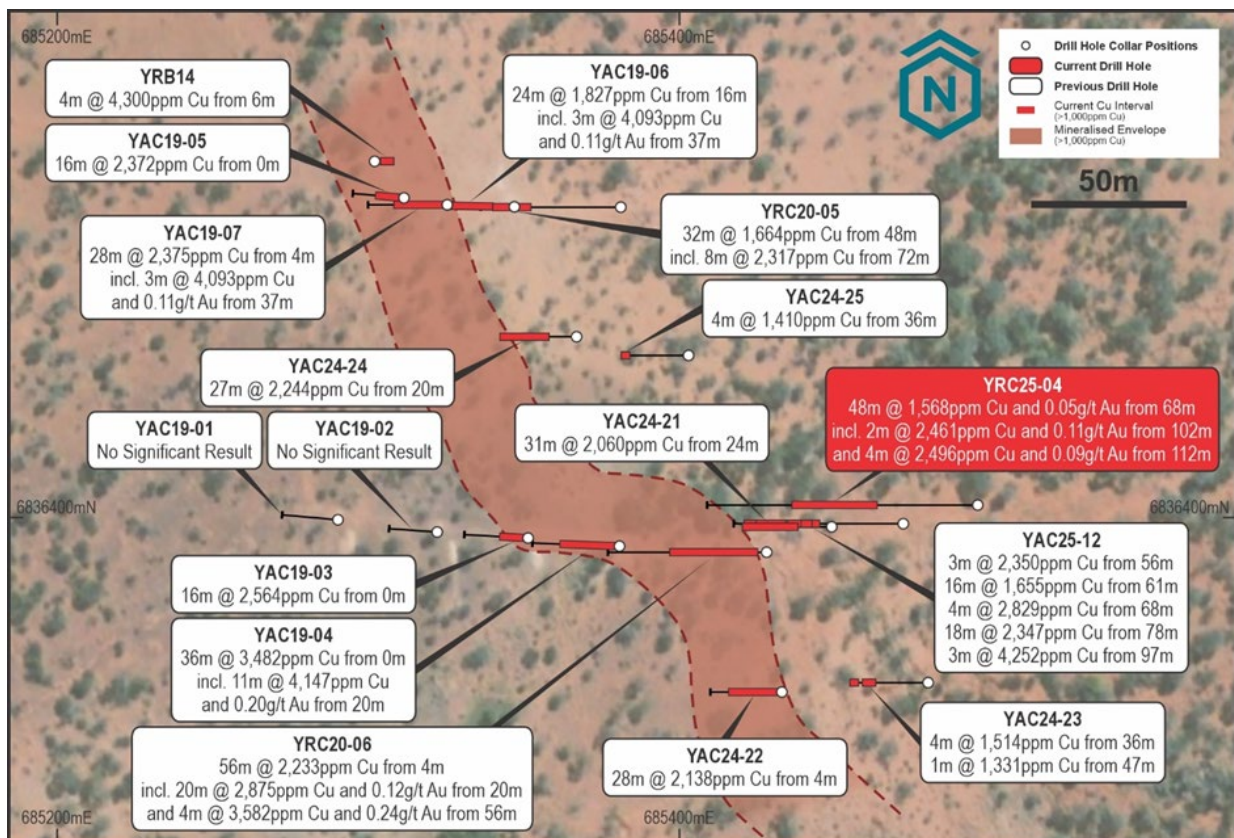 685200mE
685400mE
YRB14
4m @ 4,300ppm Cu from 6m
YAC19-05
16m @ 2,372ppm Cu from 0m
YAC19-06
24m @ 1,827ppm Cu from 16m
incl. 3m @ 4,093ppm Cu
and 0.11g/t Au from 37m
N
Drill Hole Collar Positions
Current Drill Hole
Previous Drill Hole
Current Cu Interval
(>1,000ppm Cu)
Mineralised Envelope
(>1,000ppm Cu)
50m
YAC19-07
28m @ 2,375ppm Cu from 4m
incl. 3m @ 4,093ppm Cu
and 0.11g/t Au from 37m
YRC20-05
32m @ 1,664ppm Cu from 48m
incl. 8m @ 2,317ppm Cu from 72m
YAC24-25
4m @ 1,410ppm Cu from 36m
YAC24-24
27m @ 2,244ppm Cu from 20m
YRC25-04
48m @ 1,568ppm Cu and 0.05g/t Au from 68m
incl. 2m @ 2,461ppm Cu and 0.11g/t Au from 102m
and 4m @ 2,496ppm Cu and 0.09g/t Au from 112m
YAC19-01
No Significant Result
YAC19-02
No Significant Result
YAC24-21
31m @ 2,060ppm Cu from 24m
6836400mN
6836400mN
YAC19-03
16m @ 2,564ppm Cu from 0m
YAC25-12
3m @ 2,350ppm Cu from 56m
16m @ 1,655ppm Cu from 61m
4m @ 2,829ppm Cu from 68m
18m @ 2,347ppm Cu from 78m
3m @ 4,252ppm Cu from 97m
YAC19-04
36m @ 3,482ppm Cu from 0m
incl. 11m @ 4,147ppm Cu
and 0.20g/t Au from 20m
YRC20-06
56m @ 2,233ppm Cu from 4m
incl. 20m @ 2,875ppm Cu and 0.12g/t Au from 20m
and 4m @ 3,582ppm Cu and 0.24g/t Au from 56m
YAC24-22
28m @ 2,138ppm Cu from 4m
YAC24-23
4m @ 1,514ppm Cu from 36m
1m @ 1,331ppm Cu from 47m
685200mE
685400mE